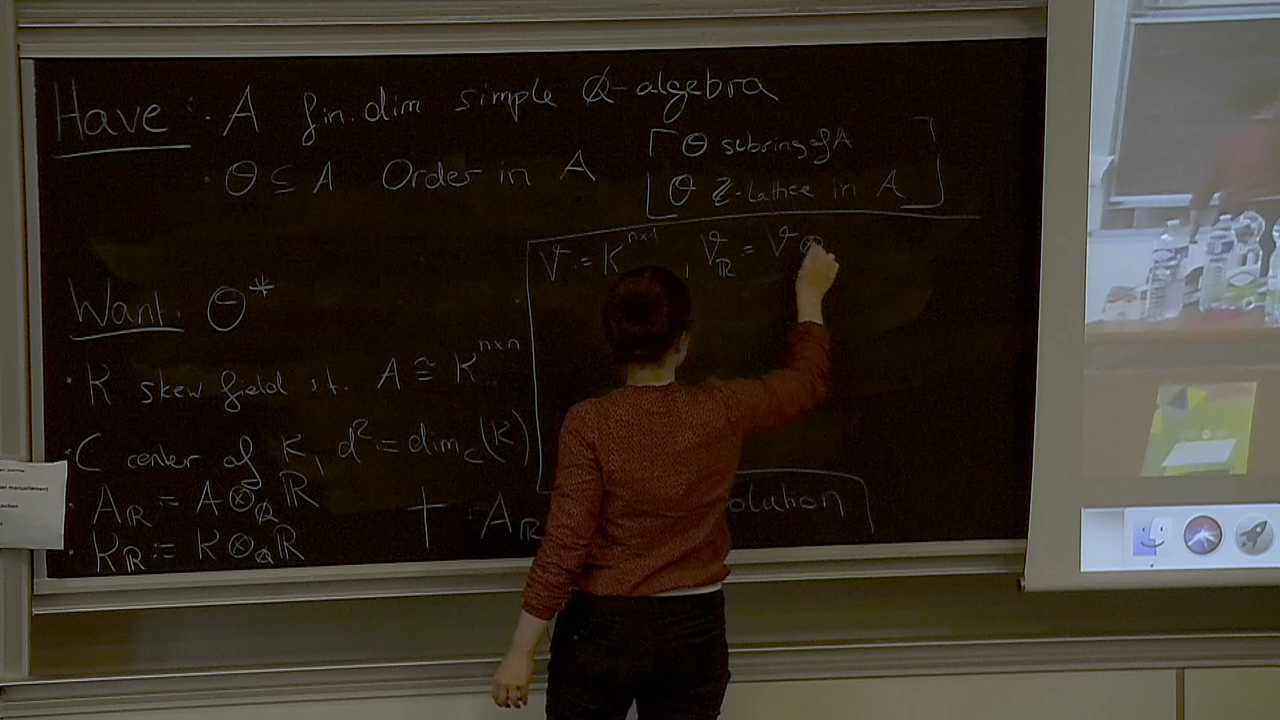 Have: · A fin. dim simple Q-algebra
· O ⊆ A Order in A
⌈ O subring of A ⌉
⌊ O Z-lattice in A ⌋
Want: O*
· K skew field s.t. A ≅ K^{n×n}
· C center of K, d² = dim_C(K)
· A_ℝ := A ⊗_Q ℝ
· K_ℝ := K ⊗_Q ℝ
† : A_ℝ
olution
V := K^{n×1}, V_ℝ = V ⊗